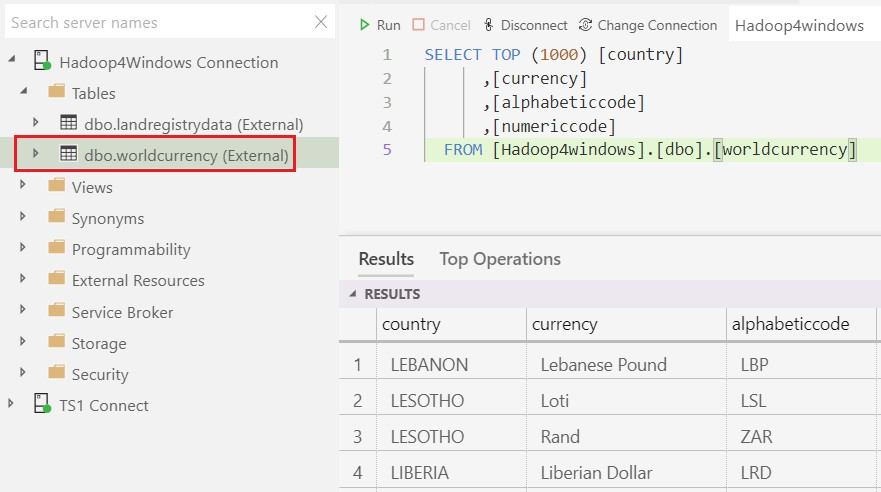 Search server names
Hadoop4Windows Connection
Tables
dbo.landregistrydata (External)
dbo.worldcurrency (External)
Views
Synonyms
Programmability
External Resources
Service Broker
Storage
Security
TS1 Connect
Run Cancel Disconnect Change Connection Hadoop4windows
1 SELECT TOP (1000) [country]
2 ,[currency]
3 ,[alphabeticcode]
4 ,[numericcode]
5 FROM [Hadoop4windows].[dbo].[worldcurrency]
Results Top Operations
RESULTS
country currency alphabeticcode
1 LEBANON Lebanese Pound LBP
2 LESOTHO Loti LSL
3 LESOTHO Rand ZAR
4 LIBERIA Liberian Dollar LRD